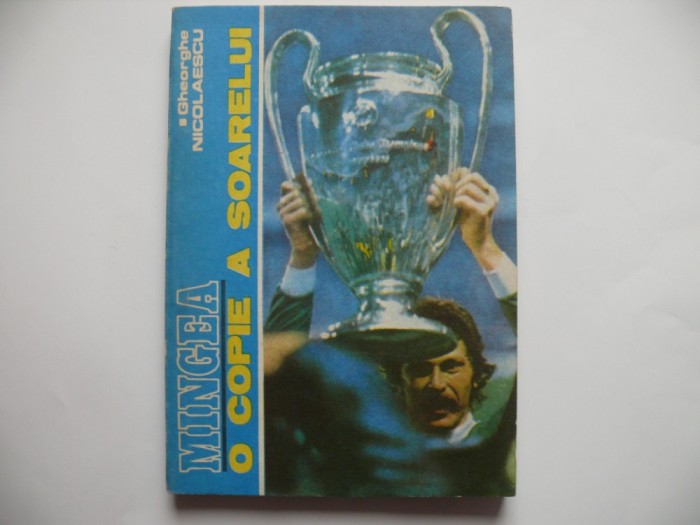 ▪ Gheorghe
NICOLAESCU
MINGEA
O COPIE A SOARELUI